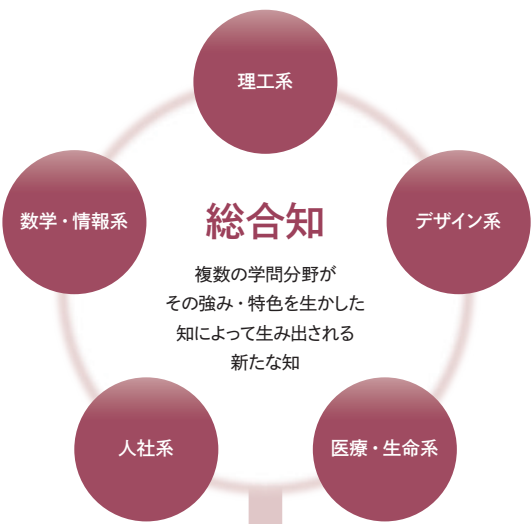 理工系
数学・情報系
デザイン系
総合知
複数の学問分野が
その強み・特色を生かした
知によって生み出される
新たな知
人社系
医療・生命系